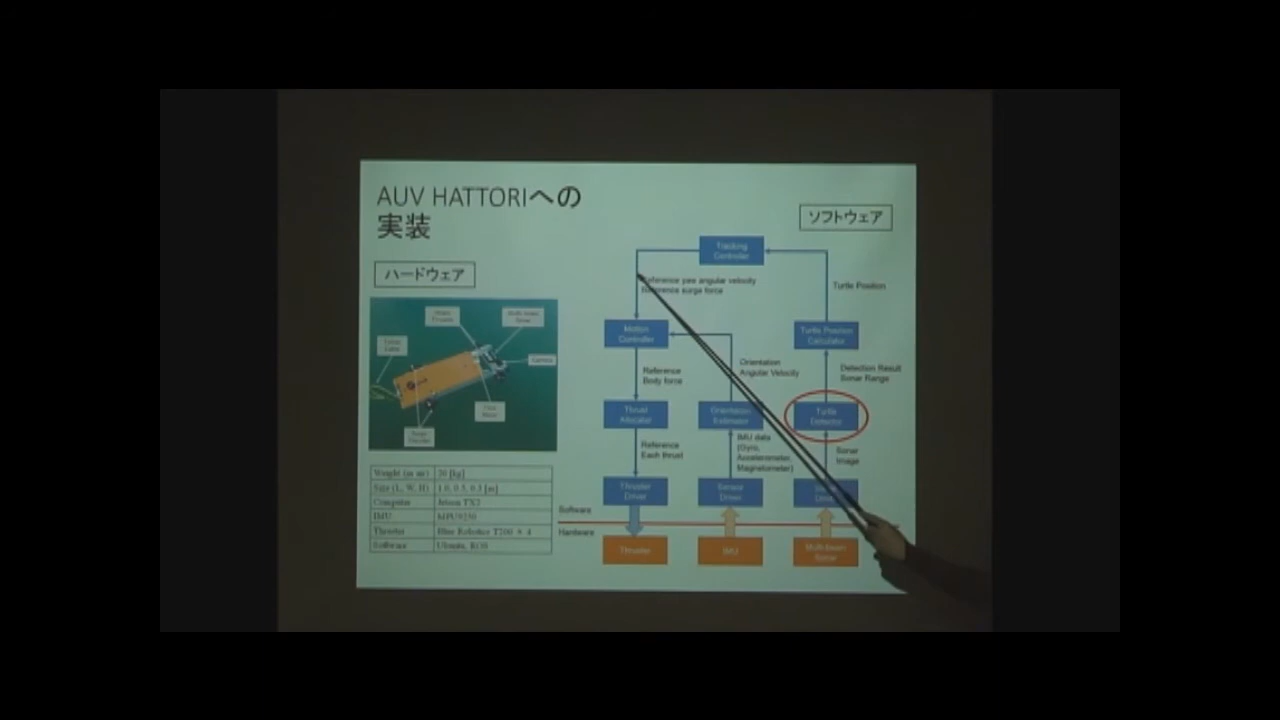 AUV HATTORIへの
実装
ソフトウェア
ハードウェア
Tracking
Controller
Reference yaw angular velocity
Reference surge force
Turtle Position
Motion
Controller
Turtle Position
Calculator
Orientation
Angular Velocity
Detection Result
Sonar Range
Reference
Body force
Thrust
Allocator
Orientation
Estimator
Turtle
Detector
Reference
Each thrust
IMU data
(Gyro,
Accelerometer,
Magnetometer)
Sonar
Image
Thruster
Driver
Sensor
Driver
Software
Hardware
Thruster
IMU
Multi-beam
Sonar
Camera
Weight (in air) 20 [kg]
Size (L, W, H) 1.0, 0.5, 0.3 [m]
Computer Jetson TX2
IMU MPU9250
Thruster Blue Robotics T200 × 4
Software Ubuntu, ROS